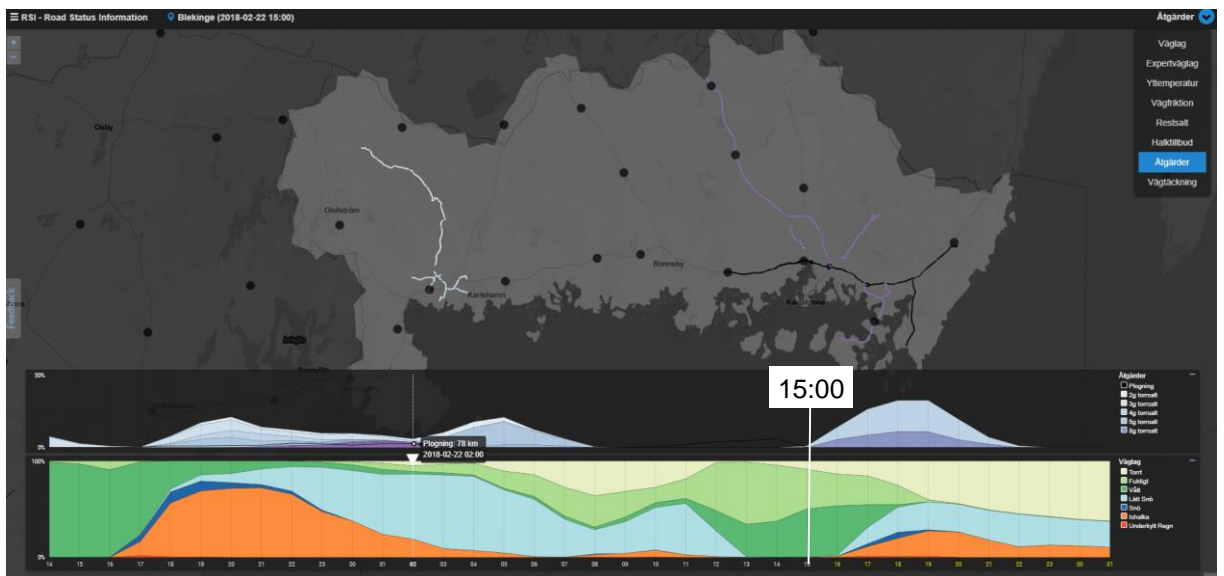 RSI - Road Status Information
Blekinge (2018-02-22 15:00)
Åtgärder
+
−
Väglag
Expertväglag
Yttemperatur
Vägfriktion
Restsalt
Halktillbud
Åtgärder
Vägtäckning
Osby
Olofström
Ronneby
Karlshamn
Feedback
50%
0%
15:00
Plogning: 78 km
2018-02-22 02:00
Åtgärder
Plogning
2g torrsalt
3g torrsalt
4g torrsalt
5g torrsalt
8g torrsalt
100%
0%
Väglag
Torrt
Fuktigt
Vått
Lätt Snö
Snö
Ishalka
Underkylt Regn
14 15 16 17 18 19 20 21 22 23 00 01 02 03 04 05 06 07 08 09 10 11 12 13 14 15 16 17 18 19 20 21 22 23 00 01